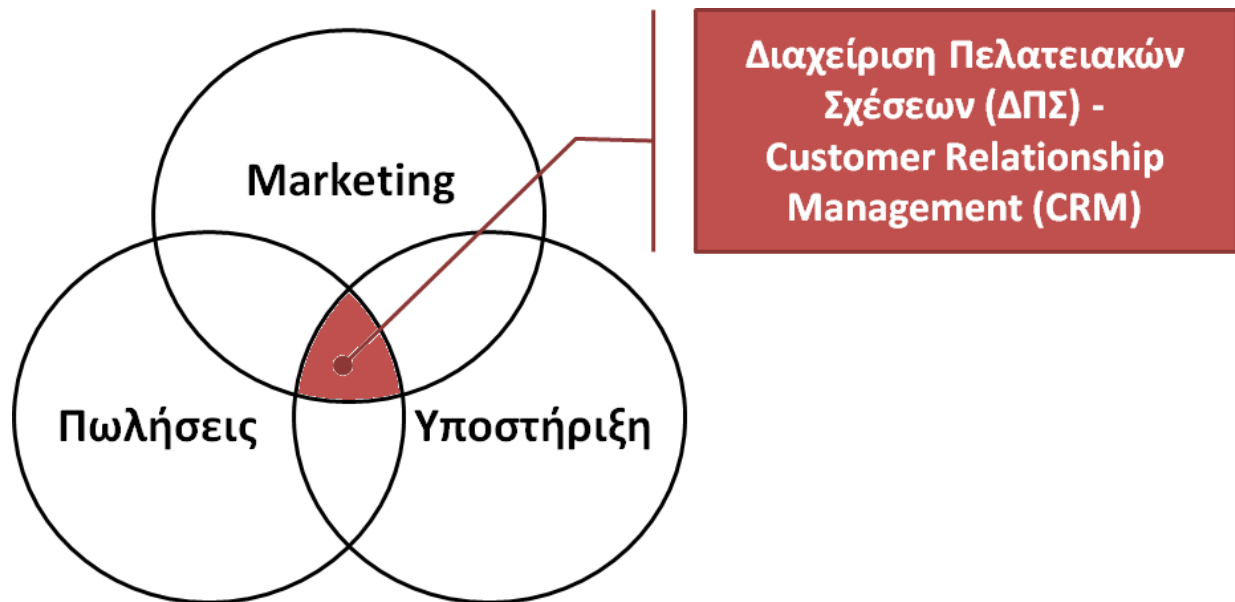 Διαχείριση Πελατειακών
Σχέσεων (ΔΠΣ) -
Customer Relationship
Management (CRM)
Marketing
Πωλήσεις
Υποστήριξη